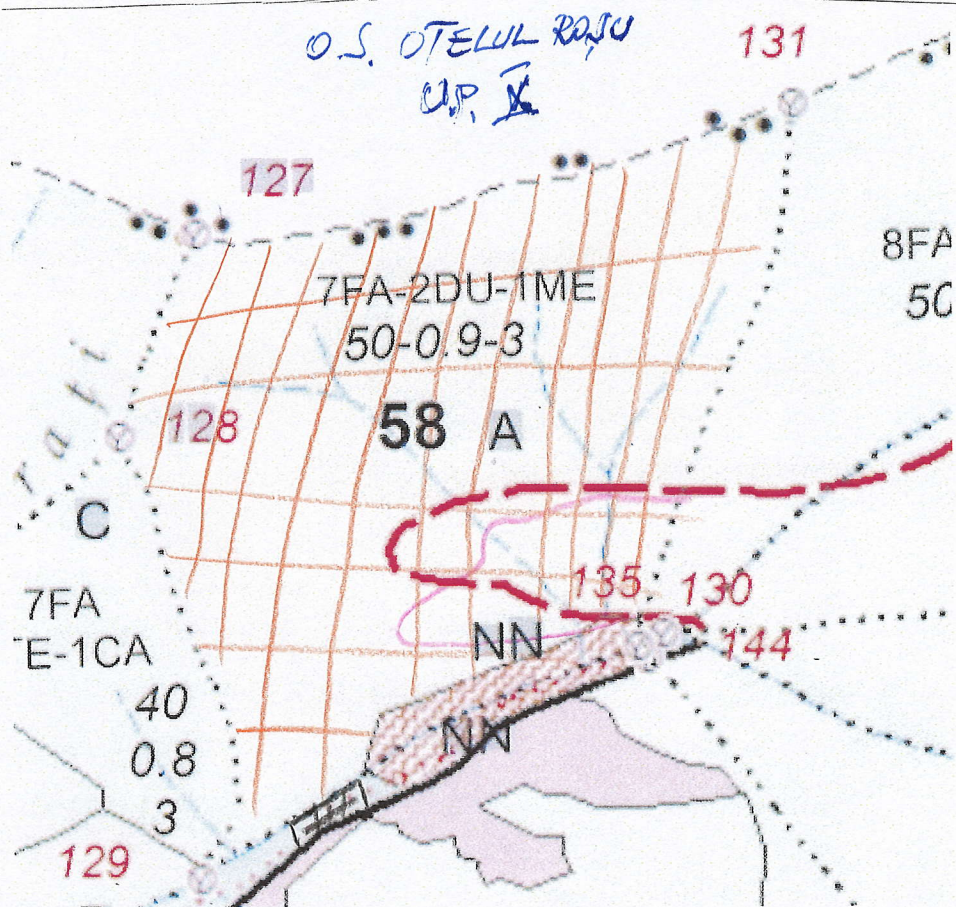 O.S. OTELUL ROȘU
U.P. X
131
127
8FA
50
7FA-2DU-1ME
50-0.9-3
128
58 A
C
135
130
7FA
E-1CA
NN
144
40
NN
0.8
3
129